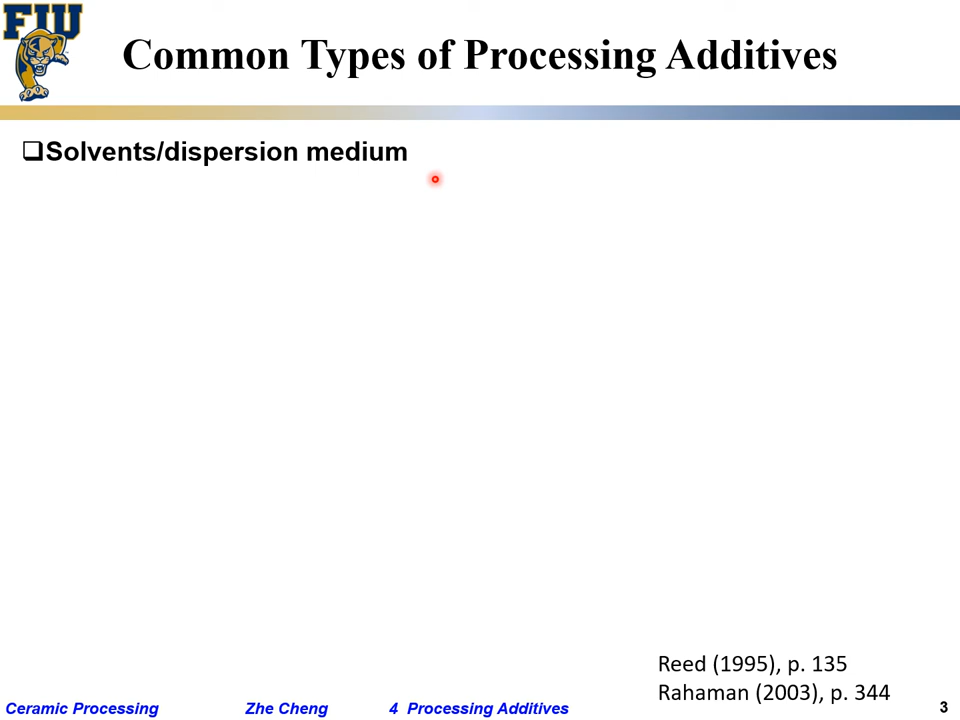 FIU
Common Types of Processing Additives
❑Solvents/dispersion medium
Reed (1995), p. 135
Rahaman (2003), p. 344
Ceramic Processing Zhe Cheng 4 Processing Additives 3